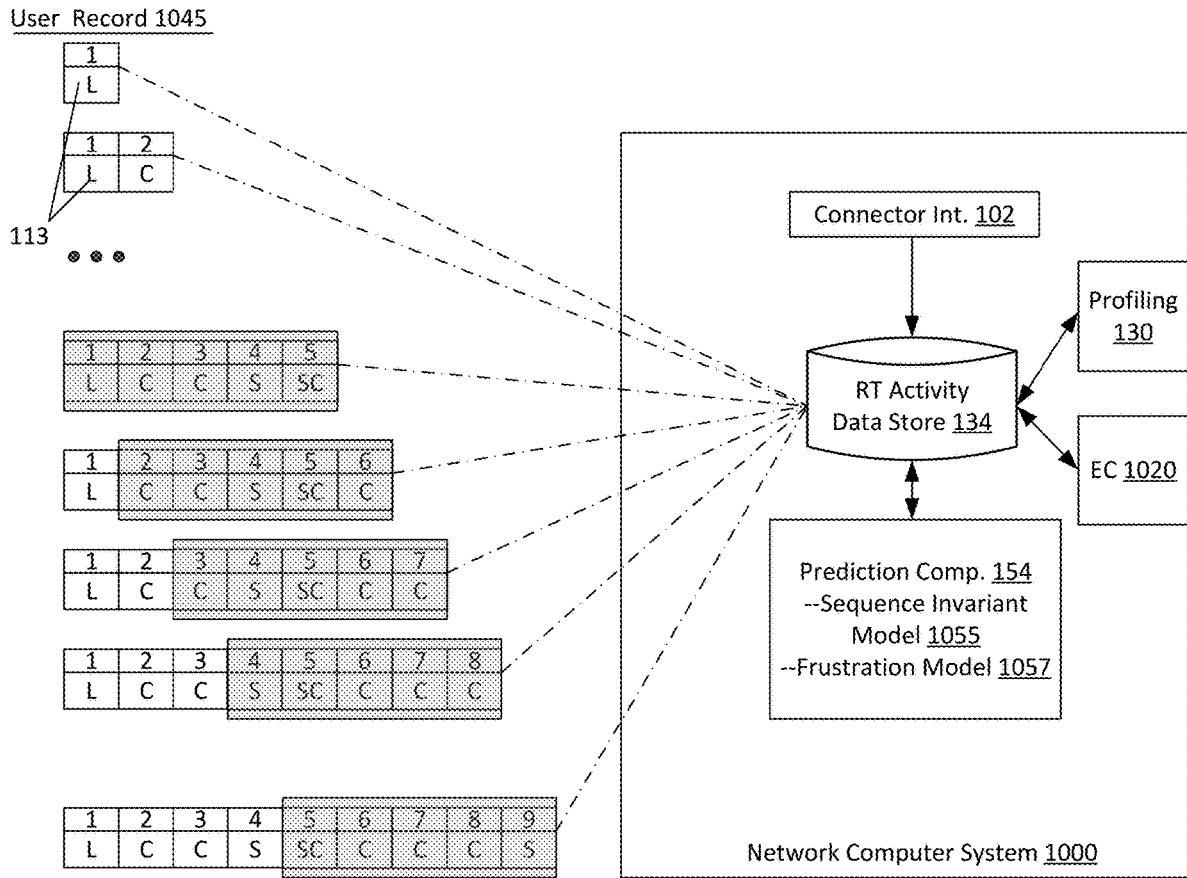 User Record 1045
1
L
1 2
L C
113
1 2 3 4 5
L C C S SC
1 2 3 4 5 6
L C C S SC C
1 2 3 4 5 6 7
L C C S SC C C
1 2 3 4 5 6 7 8
L C C S SC C C C
1 2 3 4 5 6 7 8 9
L C C S SC C C C S
Connector Int. 102
Profiling
130
RT Activity
Data Store 134
EC 1020
Prediction Comp. 154
--Sequence Invariant
Model 1055
--Frustration Model 1057
Network Computer System 1000